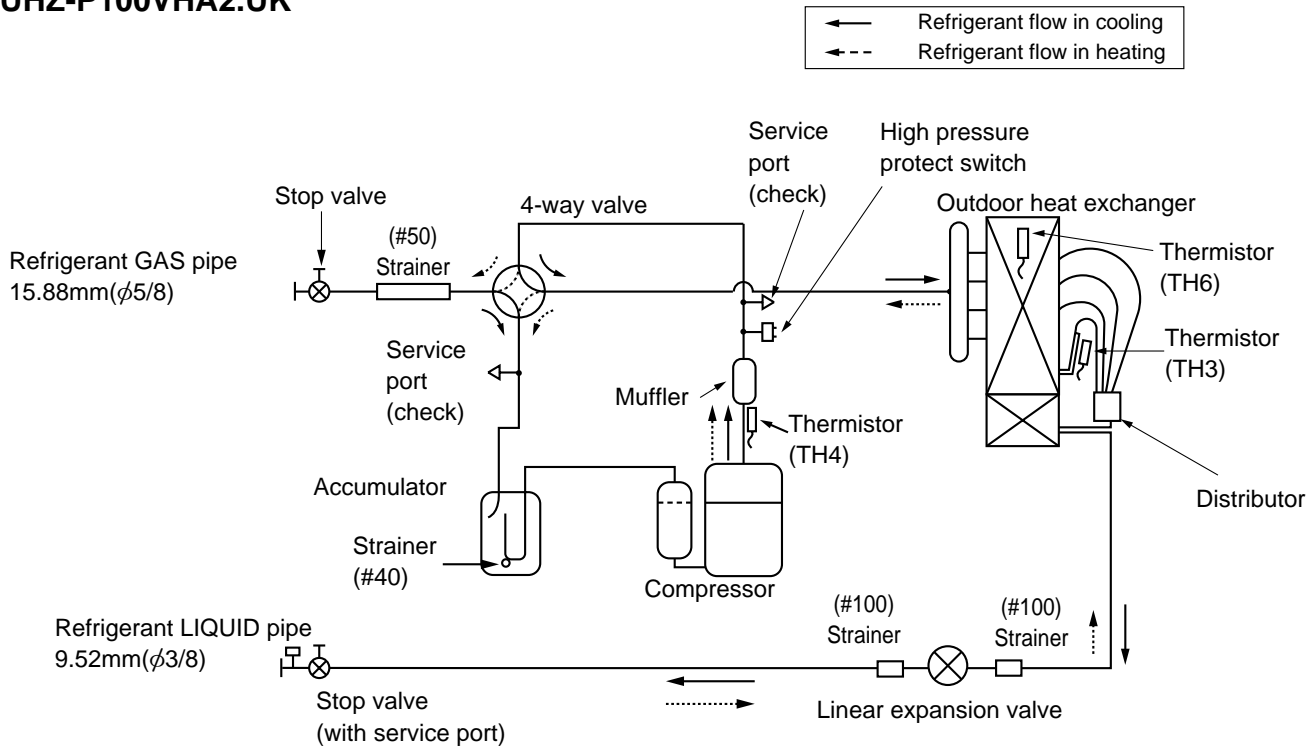 Refrigerant flow in cooling
Refrigerant flow in heating
Service
port
(check)
High pressure
protect switch
Stop valve
4-way valve
Outdoor heat exchanger
(#50)
Strainer
Refrigerant GAS pipe
15.88mm(ϕ5/8)
Thermistor
(TH6)
Service
port
(check)
Thermistor
(TH3)
Muffler
Thermistor
(TH4)
Accumulator
Distributor
Strainer
(#40)
Compressor
(#100)
Strainer
(#100)
Strainer
Refrigerant LIQUID pipe
9.52mm(ϕ3/8)
Stop valve
(with service port)
Linear expansion valve